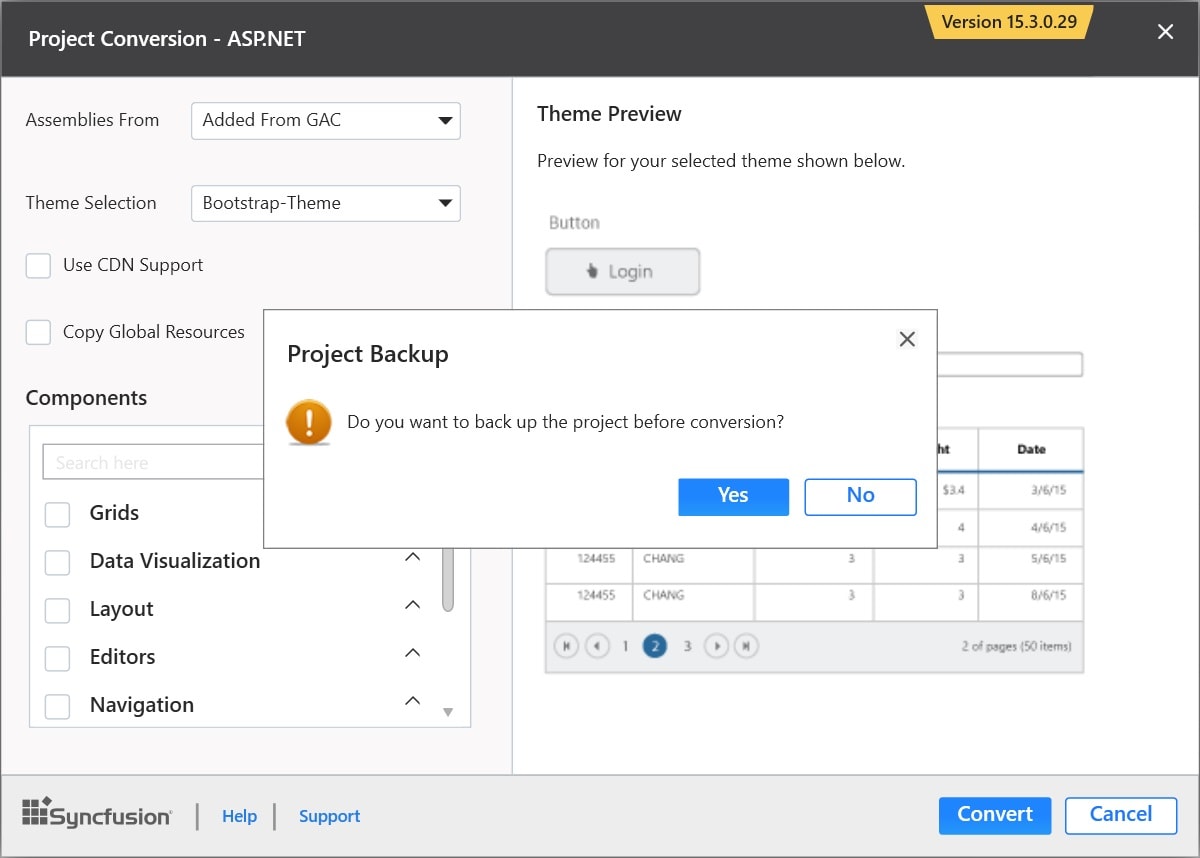 Project Conversion - ASP.NET
Version 15.3.0.29
Assemblies From
Added From GAC
Theme Selection
Bootstrap-Theme
Use CDN Support
Copy Global Resources
Components
Search here
Grids
Data Visualization
Layout
Editors
Navigation
Theme Preview
Preview for your selected theme shown below.
Button
Login
Project Backup
Do you want to back up the project before conversion?
Yes No
ht Date
$3.4 3/6/15
4 4/6/15
124455 CHANG 3 3 5/6/15
124455 CHANG 3 3 8/6/15
1 2 3 2 of pages (50 items)
Syncfusion | Help | Support
Convert Cancel